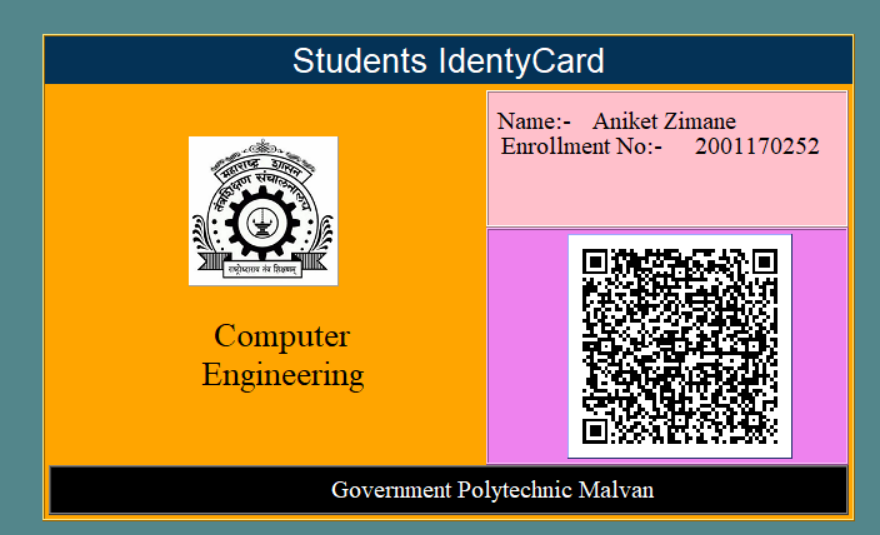 Students IdentyCard
Name:- Aniket Zimane
Enrollment No:- 2001170252
महाराष्ट्र शासन
तंत्रशिक्षण संचालनालय
Computer
Engineering
Government Polytechnic Malvan